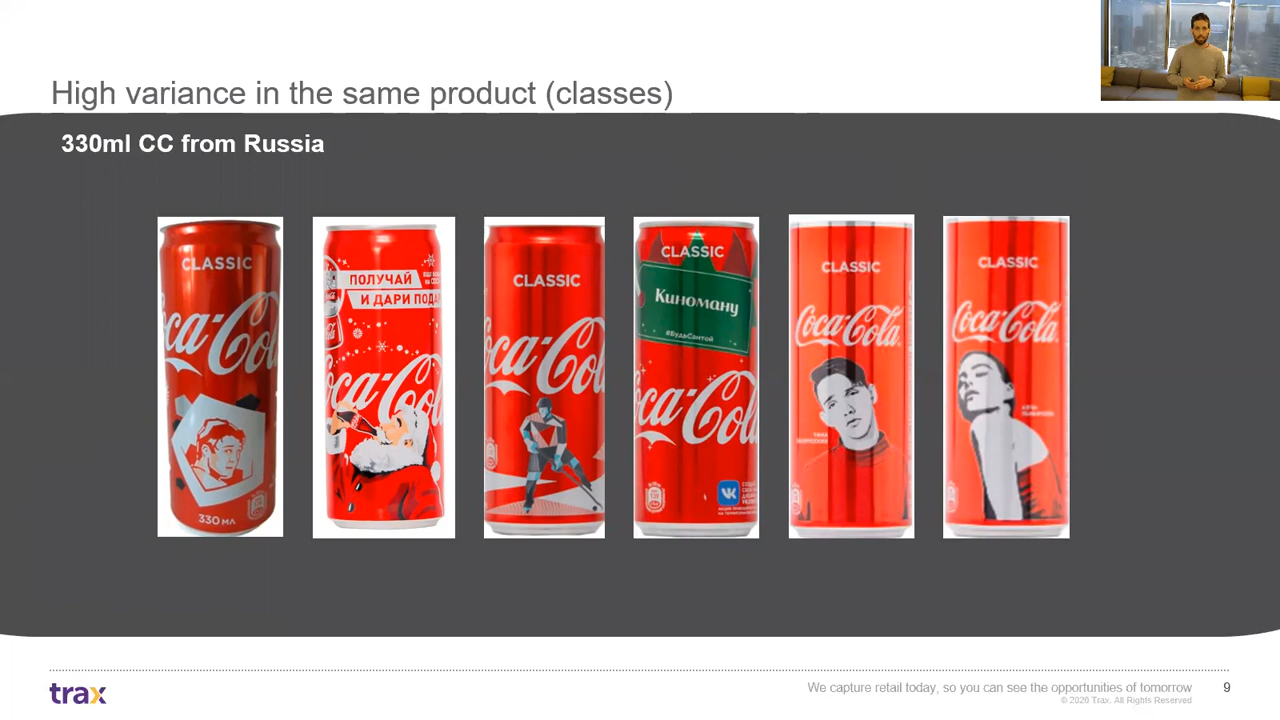 High variance in the same product (classes)
330ml CC from Russia
CLASSIC
Coca-Cola
330 мл
ПОЛУЧАЙ
И ДАРИ ПОДА
Coca-Cola
CLASSIC
Coca-Cola
CLASSIC
Киноману
#БудьСантой
Coca-Cola
CLASSIC
Coca-Cola
CLASSIC
Coca-Cola
trax
We capture retail today, so you can see the opportunities of tomorrow
9
© 2020 Trax. All Rights Reserved